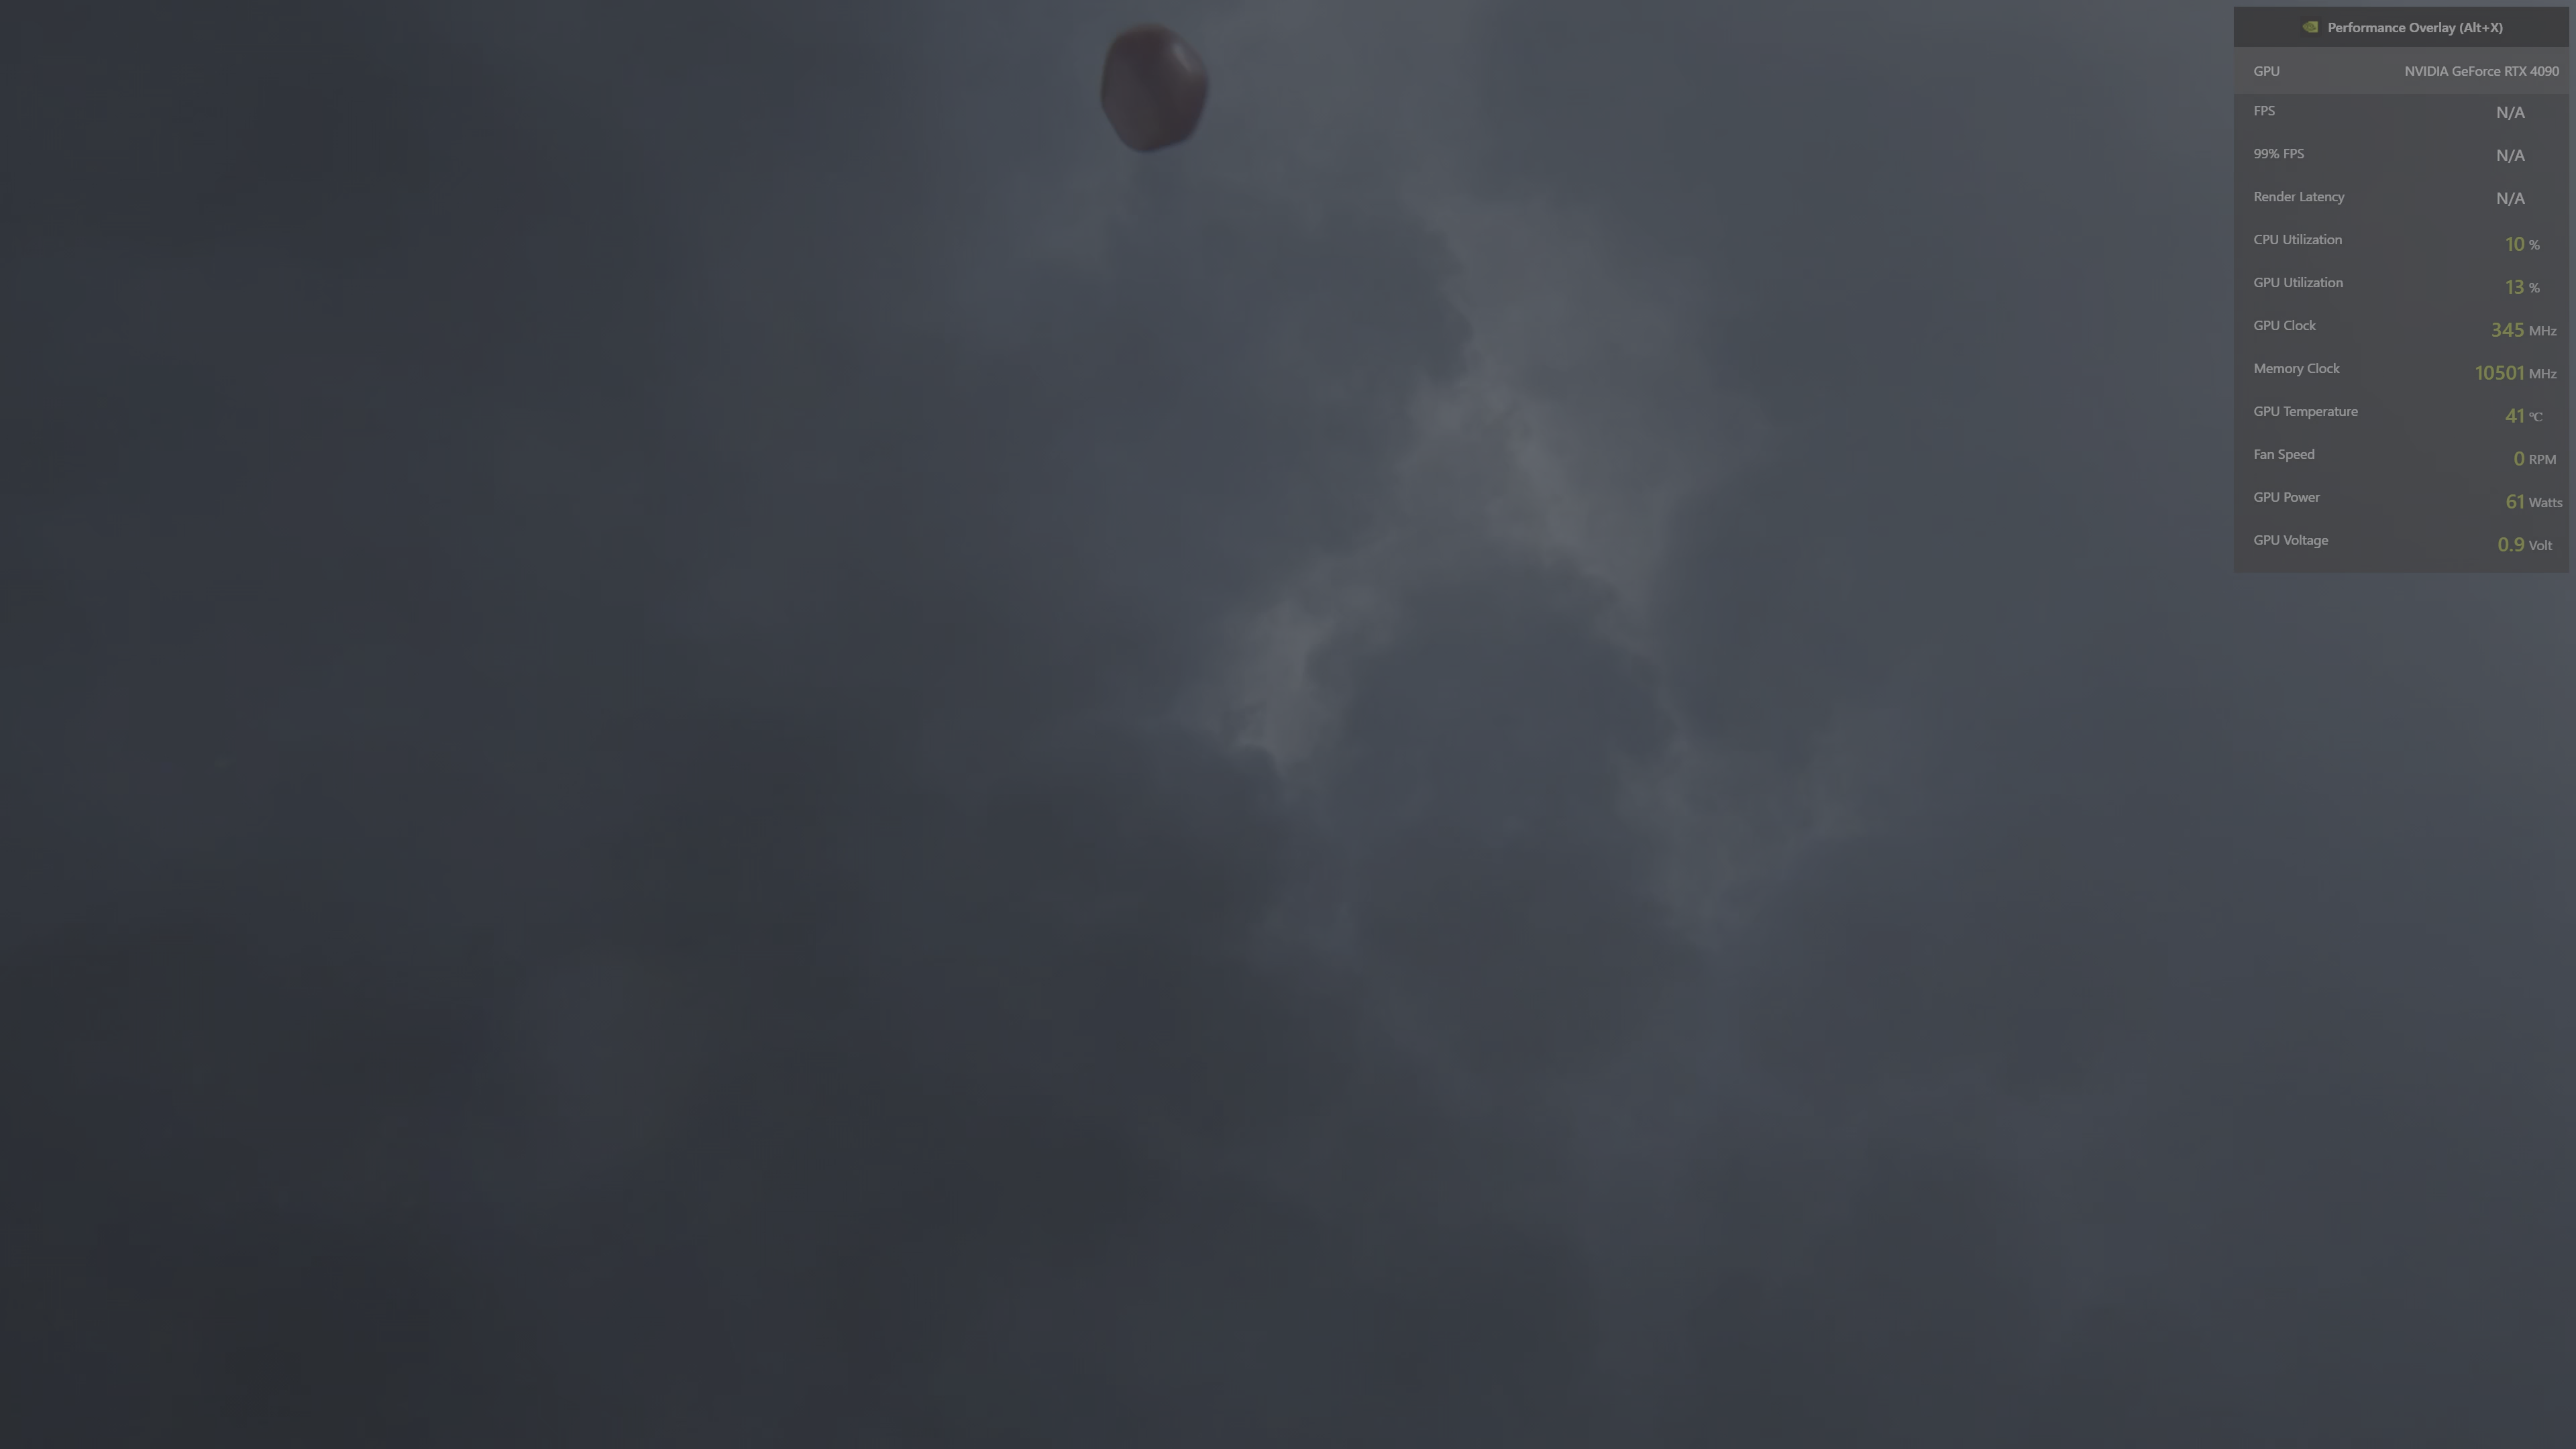 Performance Overlay (Alt+X)
GPU NVIDIA GeForce RTX 4090
FPS N/A
99% FPS N/A
Render Latency N/A
CPU Utilization 10 %
GPU Utilization 13 %
GPU Clock 345 MHz
Memory Clock 10501 MHz
GPU Temperature 41 °C
Fan Speed 0 RPM
GPU Power 61 Watts
GPU Voltage 0.9 Volt